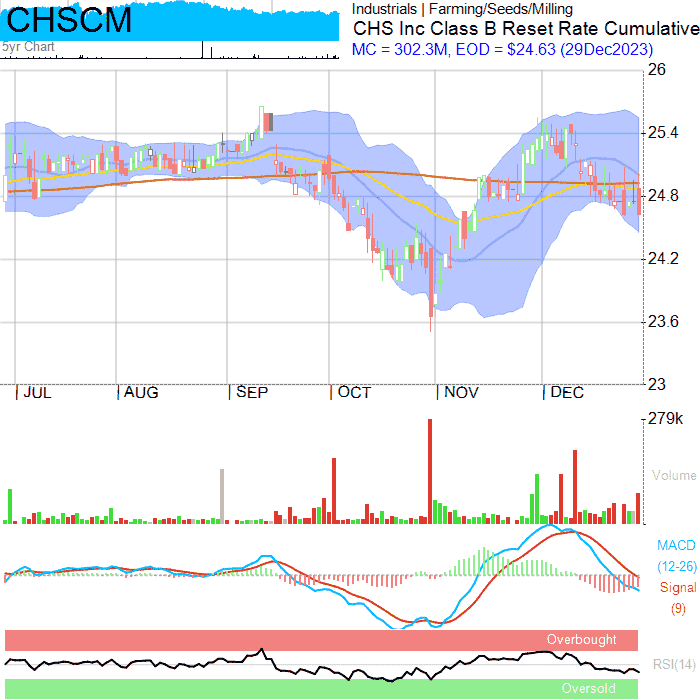 CHSCM
5yr Chart
Industrials | Farming/Seeds/Milling
CHS Inc Class B Reset Rate Cumulative
MC = 302.3M, EOD = $24.63 (29Dec2023)
26
25.4
24.8
24.2
23.6
23
JUL AUG SEP OCT NOV DEC
279k
Volume
MACD
(12-26)
Signal
(9)
Overbought
RSI(14)
Oversold